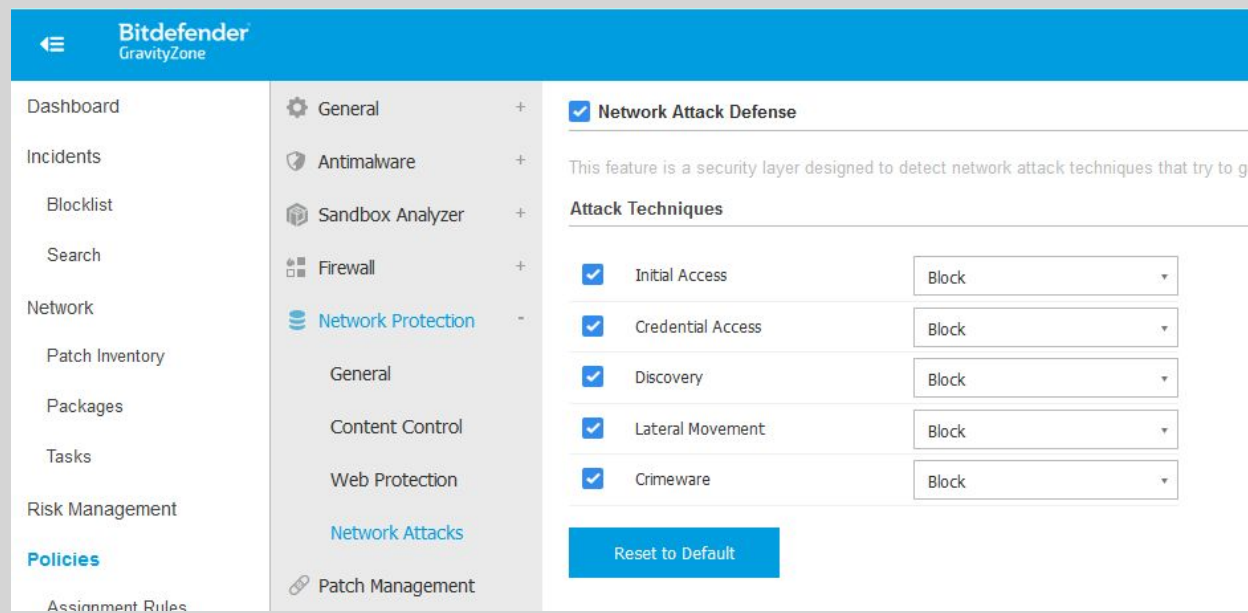 Bitdefender
GravityZone
Dashboard
Incidents
Blocklist
Search
Network
Patch Inventory
Packages
Tasks
Risk Management
Policies
Assignment Rules
General +
Antimalware +
Sandbox Analyzer +
Firewall +
Network Protection -
General
Content Control
Web Protection
Network Attacks
Patch Management
Network Attack Defense
This feature is a security layer designed to detect network attack techniques that try to g
Attack Techniques
Initial Access Block
Credential Access Block
Discovery Block
Lateral Movement Block
Crimeware Block
Reset to Default